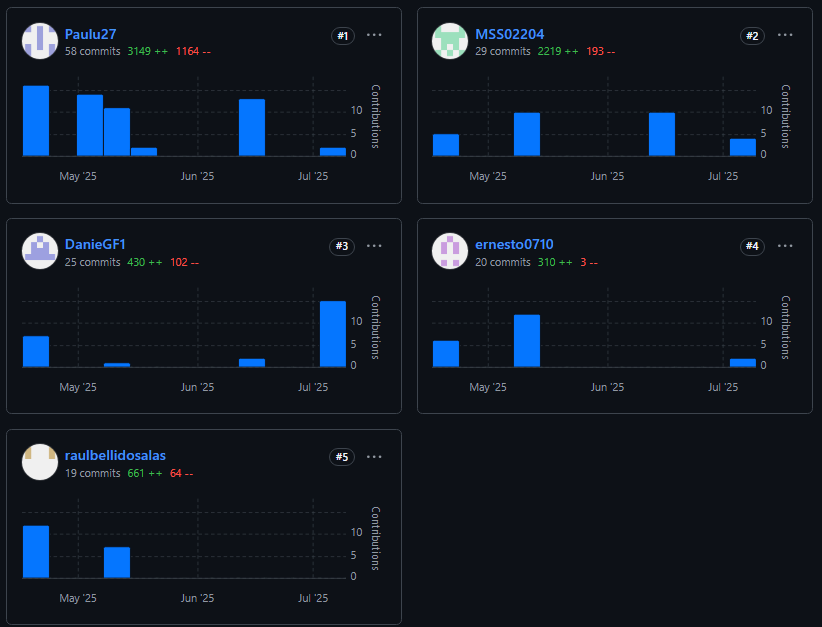 Paulu27
#1
58 commits 3149 ++ 1164 --
Contributions
10
5
0
May '25 Jun '25 Jul '25
MSS02204
#2
29 commits 2219 ++ 193 --
Contributions
10
5
0
May '25 Jun '25 Jul '25
DanieGF1
#3
25 commits 430 ++ 102 --
Contributions
10
5
0
May '25 Jun '25 Jul '25
ernesto0710
#4
20 commits 310 ++ 3 --
Contributions
10
5
0
May '25 Jun '25 Jul '25
raulbellidosalas
#5
19 commits 661 ++ 64 --
Contributions
10
5
0
May '25 Jun '25 Jul '25